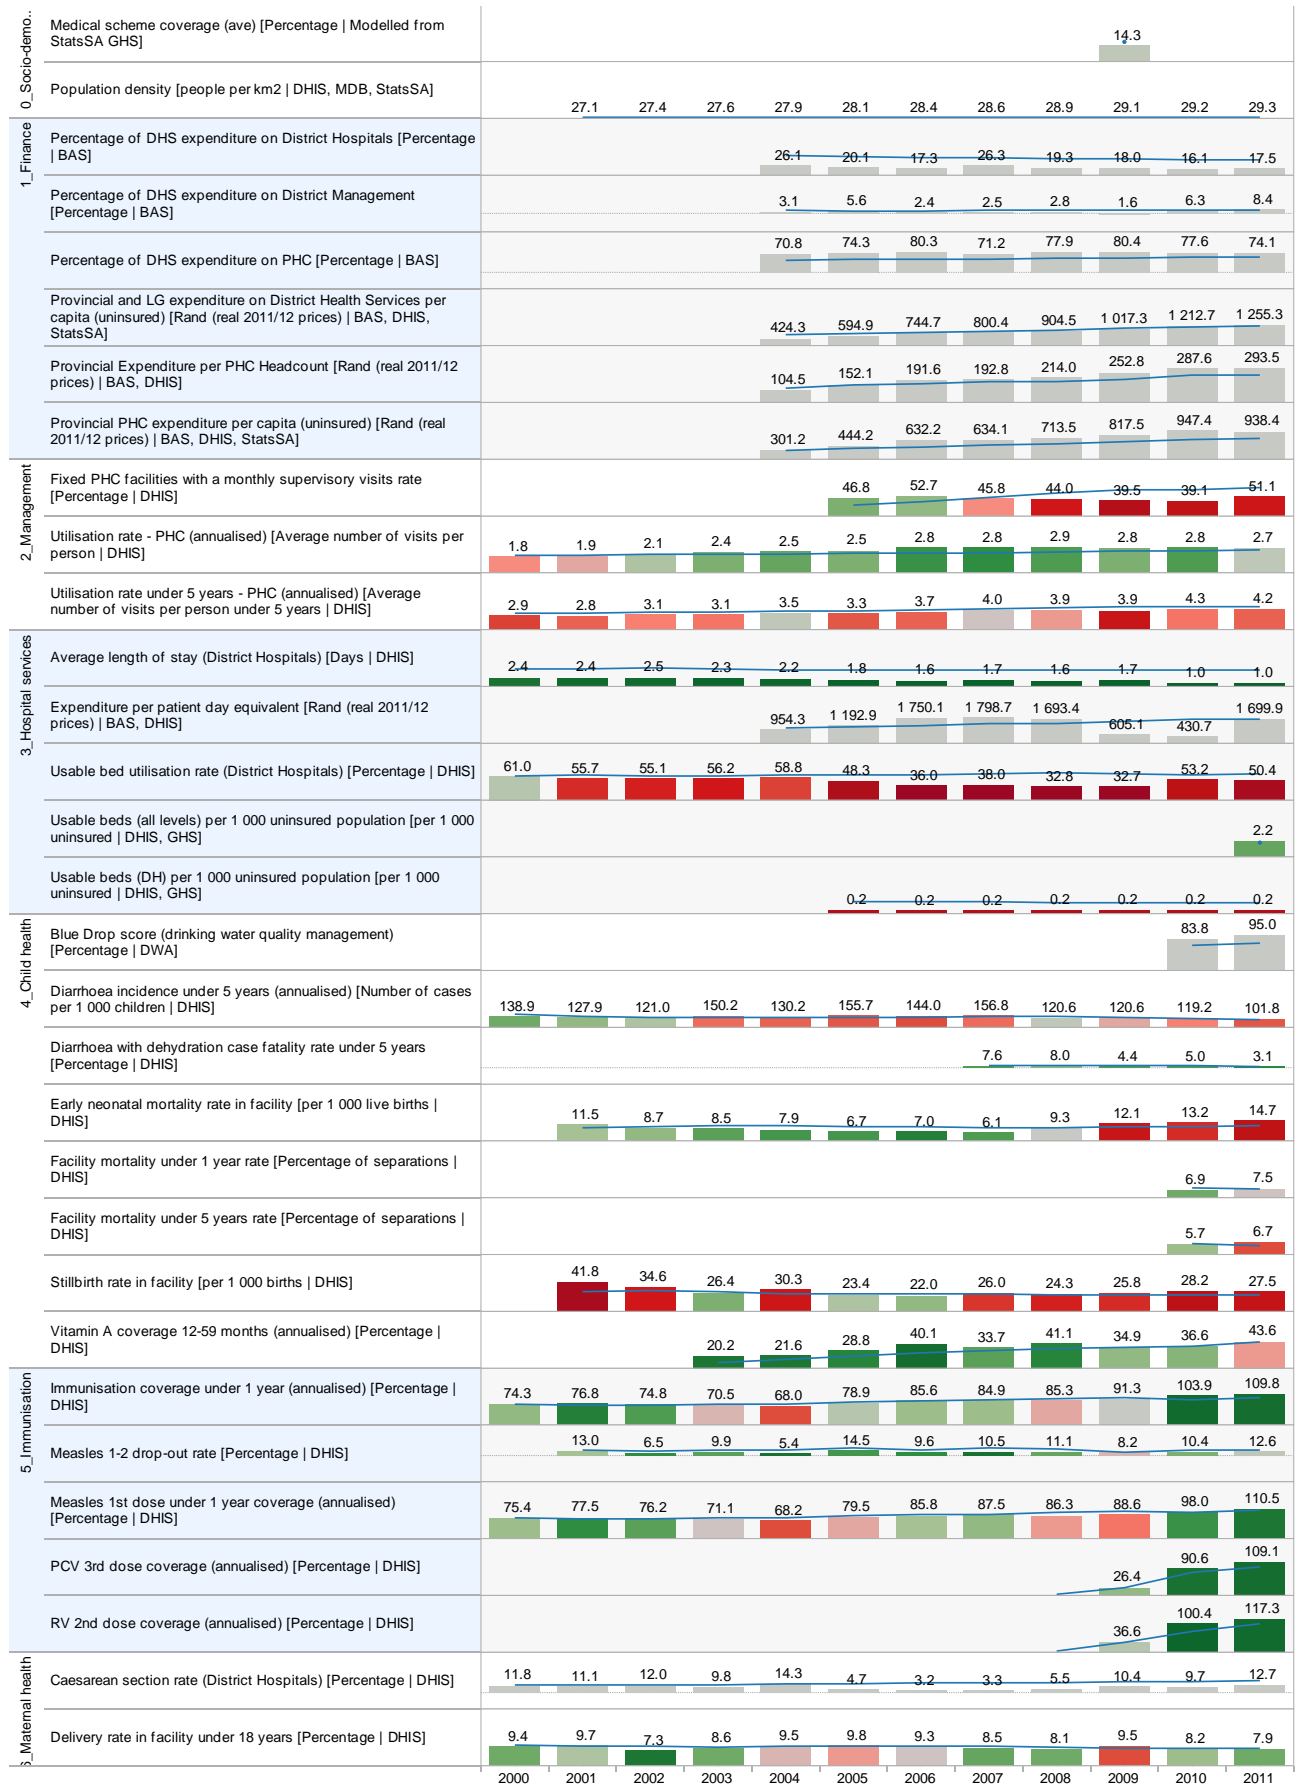 0_Socio-demo..
Medical scheme coverage (ave) [Percentage | Modelled from
StatsSA GHS]
14.3
Population density [people per km2 | DHIS, MDB, StatsSA]
27.1 27.4 27.6 27.9 28.1 28.4 28.6 28.9 29.1 29.2 29.3
1_Finance
Percentage of DHS expenditure on District Hospitals [Percentage
| BAS]
26.1 20.1 17.3 26.3 19.3 18.0 16.1 17.5
Percentage of DHS expenditure on District Management
[Percentage | BAS]
3.1 5.6 2.4 2.5 2.8 1.6 6.3 8.4
Percentage of DHS expenditure on PHC [Percentage | BAS]
70.8 74.3 80.3 71.2 77.9 80.4 77.6 74.1
Provincial and LG expenditure on District Health Services per
capita (uninsured) [Rand (real 2011/12 prices) | BAS, DHIS,
StatsSA]
424.3 594.9 744.7 800.4 904.5 1 017.3 1 212.7 1 255.3
Provincial Expenditure per PHC Headcount [Rand (real 2011/12
prices) | BAS, DHIS]
104.5 152.1 191.6 192.8 214.0 252.8 287.6 293.5
Provincial PHC expenditure per capita (uninsured) [Rand (real
2011/12 prices) | BAS, DHIS, StatsSA]
301.2 444.2 632.2 634.1 713.5 817.5 947.4 938.4
2_Management
Fixed PHC facilities with a monthly supervisory visits rate
[Percentage | DHIS]
46.8 52.7 45.8 44.0 39.5 39.1 51.1
Utilisation rate - PHC (annualised) [Average number of visits per
person | DHIS]
1.8 1.9 2.1 2.4 2.5 2.5 2.8 2.8 2.9 2.8 2.8 2.7
Utilisation rate under 5 years - PHC (annualised) [Average
number of visits per person under 5 years | DHIS]
2.9 2.8 3.1 3.1 3.5 3.3 3.7 4.0 3.9 3.9 4.3 4.2
3_Hospital services
Average length of stay (District Hospitals) [Days | DHIS]
2.4 2.4 2.5 2.3 2.2 1.8 1.6 1.7 1.6 1.7 1.0 1.0
Expenditure per patient day equivalent [Rand (real 2011/12
prices) | BAS, DHIS]
954.3 1 192.9 1 750.1 1 798.7 1 693.4 605.1 430.7 1 699.9
Usable bed utilisation rate (District Hospitals) [Percentage | DHIS]
61.0 55.7 55.1 56.2 58.8 48.3 36.0 38.0 32.8 32.7 53.2 50.4
Usable beds (all levels) per 1 000 uninsured population [per 1 000
uninsured | DHIS, GHS]
2.2
Usable beds (DH) per 1 000 uninsured population [per 1 000
uninsured | DHIS, GHS]
0.2 0.2 0.2 0.2 0.2 0.2 0.2
4_Child health
Blue Drop score (drinking water quality management)
[Percentage | DWA]
83.8 95.0
Diarrhoea incidence under 5 years (annualised) [Number of cases
per 1 000 children | DHIS]
138.9 127.9 121.0 150.2 130.2 155.7 144.0 156.8 120.6 120.6 119.2 101.8
Diarrhoea with dehydration case fatality rate under 5 years
[Percentage | DHIS]
7.6 8.0 4.4 5.0 3.1
Early neonatal mortality rate in facility [per 1 000 live births |
DHIS]
11.5 8.7 8.5 7.9 6.7 7.0 6.1 9.3 12.1 13.2 14.7
Facility mortality under 1 year rate [Percentage of separations |
DHIS]
6.9 7.5
Facility mortality under 5 years rate [Percentage of separations |
DHIS]
5.7 6.7
Stillbirth rate in facility [per 1 000 births | DHIS]
41.8 34.6 26.4 30.3 23.4 22.0 26.0 24.3 25.8 28.2 27.5
Vitamin A coverage 12-59 months (annualised) [Percentage |
DHIS]
20.2 21.6 28.8 40.1 33.7 41.1 34.9 36.6 43.6
5_Immunisation
Immunisation coverage under 1 year (annualised) [Percentage |
DHIS]
74.3 76.8 74.8 70.5 68.0 78.9 85.6 84.9 85.3 91.3 103.9 109.8
Measles 1-2 drop-out rate [Percentage | DHIS]
13.0 6.5 9.9 5.4 14.5 9.6 10.5 11.1 8.2 10.4 12.6
Measles 1st dose under 1 year coverage (annualised)
[Percentage | DHIS]
75.4 77.5 76.2 71.1 68.2 79.5 85.8 87.5 86.3 88.6 98.0 110.5
PCV 3rd dose coverage (annualised) [Percentage | DHIS]
26.4 90.6 109.1
RV 2nd dose coverage (annualised) [Percentage | DHIS]
36.6 100.4 117.3
6_Maternal health
Caesarean section rate (District Hospitals) [Percentage | DHIS]
11.8 11.1 12.0 9.8 14.3 4.7 3.2 3.3 5.5 10.4 9.7 12.7
Delivery rate in facility under 18 years [Percentage | DHIS]
9.4 9.7 7.3 8.6 9.5 9.8 9.3 8.5 8.1 9.5 8.2 7.9
2000 2001 2002 2003 2004 2005 2006 2007 2008 2009 2010 2011